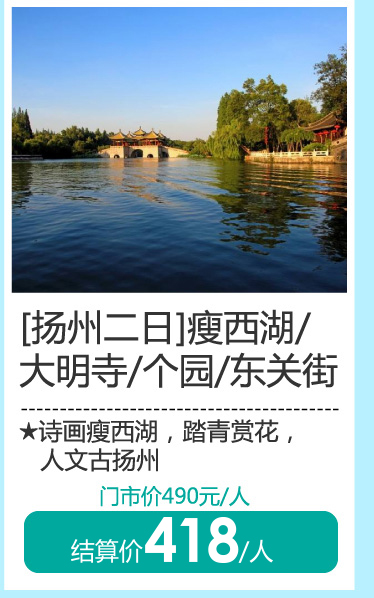 [扬州二日]瘦西湖/
大明寺/个园/东关街
★诗画瘦西湖，踏青赏花，
人文古扬州
门市价490元/人
结算价418/人